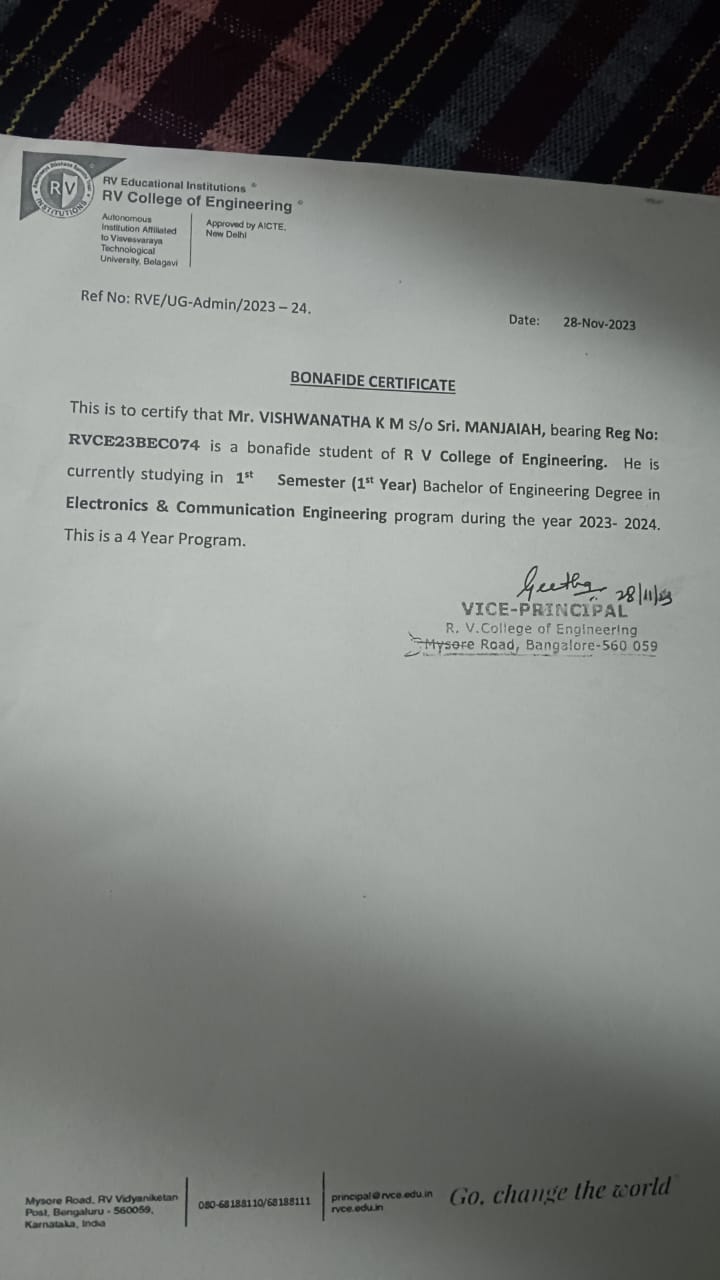 RV
INSTITUTIONS
RV Educational Institutions ®
RV College of Engineering ®
Autonomous
Institution Affiliated
to Visvesvaraya
Technological
University, Belagavi
Approved by AICTE,
New Delhi
Ref No: RVE/UG-Admin/2023 – 24.
Date: 28-Nov-2023
BONAFIDE CERTIFICATE
This is to certify that Mr. VISHWANATHA K M s/o Sri. MANJAIAH, bearing Reg No:
RVCE23BEC074 is a bonafide student of R V College of Engineering. He is
currently studying in 1st Semester (1st Year) Bachelor of Engineering Degree in
Electronics & Communication Engineering program during the year 2023- 2024.
This is a 4 Year Program.
Geetha 28/11/23
VICE-PRINCIPAL
R. V.College of Engineering
Mysore Road, Bangalore-560 059
Mysore Road, RV Vidyaniketan
Post, Bengaluru - 560059,
Karnataka, India
080-68188110/68188111
principal@rvce.edu.in
rvce.edu.in
Go, change the world